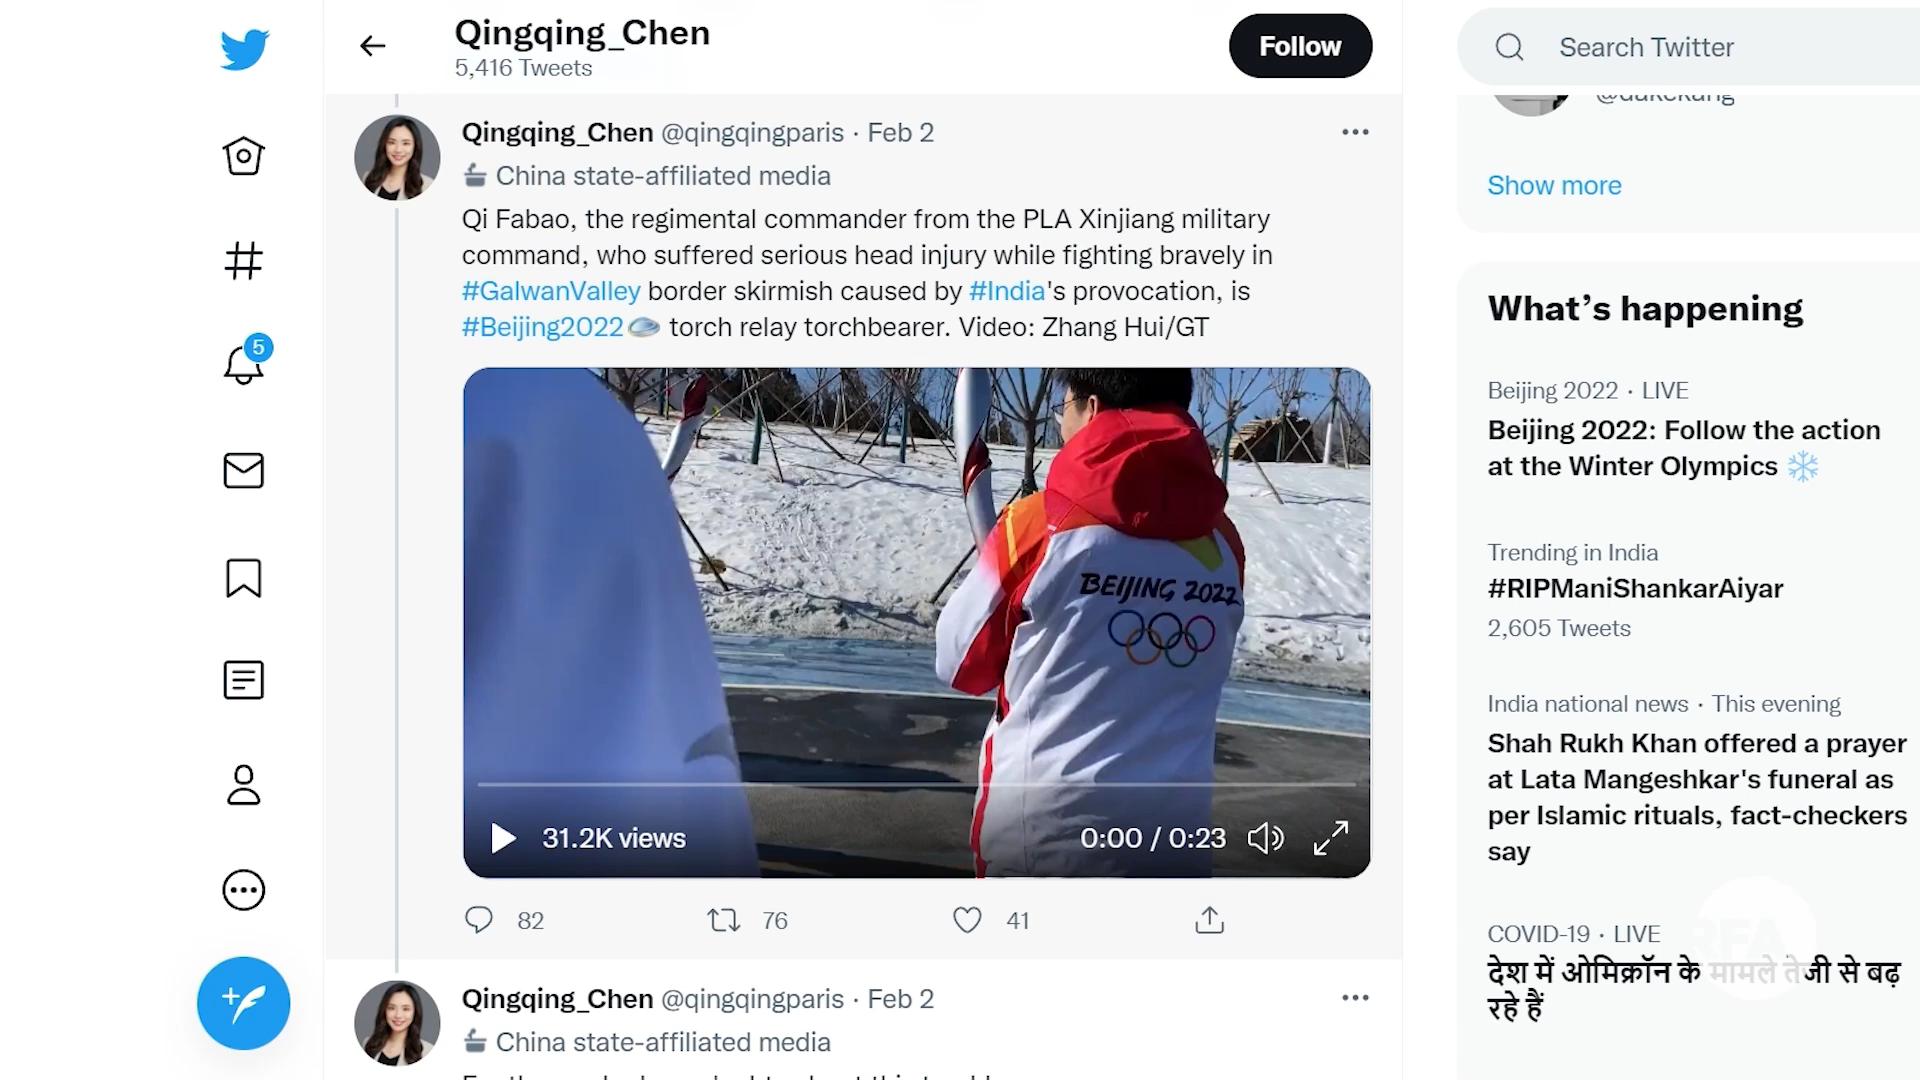 Qingqing_Chen
5,416 Tweets
Follow
Search Twitter
5
Qingqing_Chen @qingqingparis · Feb 2
China state-affiliated media
Qi Fabao, the regimental commander from the PLA Xinjiang military
command, who suffered serious head injury while fighting bravely in
#GalwanValley border skirmish caused by #India's provocation, is
#Beijing2022 torch relay torchbearer. Video: Zhang Hui/GT
BEIJING 2022
31.2K views
0:00 / 0:23
82
76
41
Qingqing_Chen @qingqingparis · Feb 2
China state-affiliated media
Show more
What’s happening
Beijing 2022 · LIVE
Beijing 2022: Follow the action
at the Winter Olympics
Trending in India
#RIPManiShankarAiyar
2,605 Tweets
India national news · This evening
Shah Rukh Khan offered a prayer
at Lata Mangeshkar's funeral as
per Islamic rituals, fact-checkers
say
COVID-19 · LIVE
RFA
देश में ओमिक्रॉन के मामले तेजी से बढ़
रहे हैं